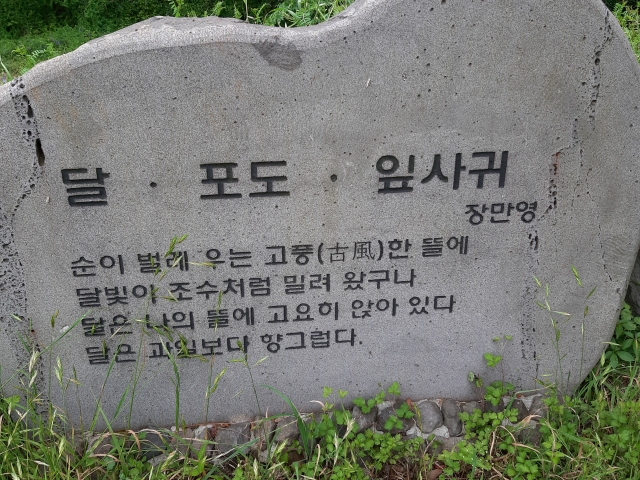 달 · 포도 · 잎사귀
장만영
순이 벌레 우는 고풍(古風)한 뜰에
달빛이 조수처럼 밀려 왔구나
달은 나의 뜰에 고요히 앉아 있다
달은 과일보다 향그럽다.